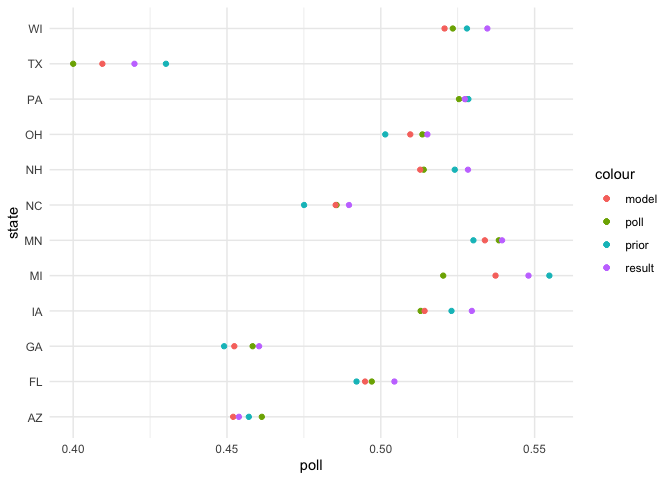 WI
TX
PA
OH
NH
NC
MN
MI
IA
GA
FL
AZ
state
0.40 0.45 0.50 0.55
poll
colour
model
poll
prior
result